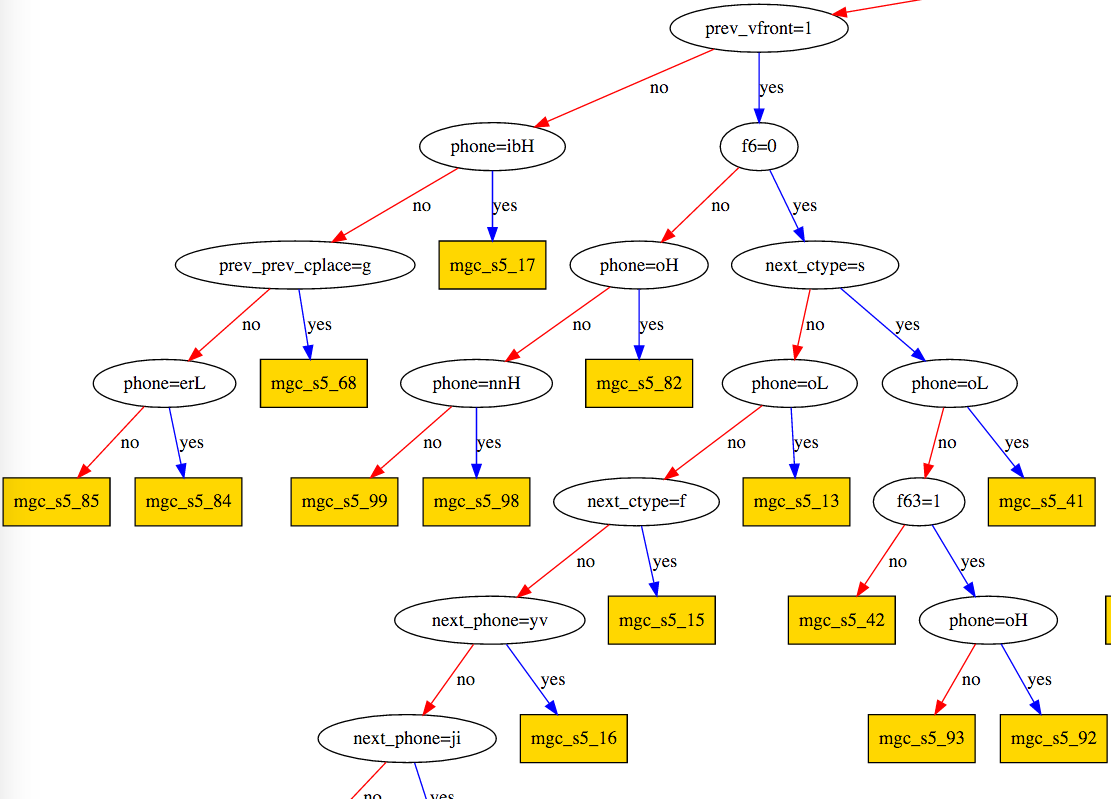 prev_vfront=1
no
yes
phone=ibH
f6=0
no
yes
no
yes
prev_prev_cplace=g
mgc_s5_17
phone=oH
next_ctype=s
no
yes
no
yes
no
yes
phone=erL
mgc_s5_68
phone=nnH
mgc_s5_82
phone=oL
phone=oL
no
yes
no
yes
no
yes
no
yes
mgc_s5_85
mgc_s5_84
mgc_s5_99
mgc_s5_98
next_ctype=f
mgc_s5_13
f63=1
mgc_s5_41
no
yes
no
yes
next_phone=yv
mgc_s5_15
mgc_s5_42
phone=oH
no
yes
no
yes
next_phone=ji
mgc_s5_16
mgc_s5_93
mgc_s5_92
no
yes